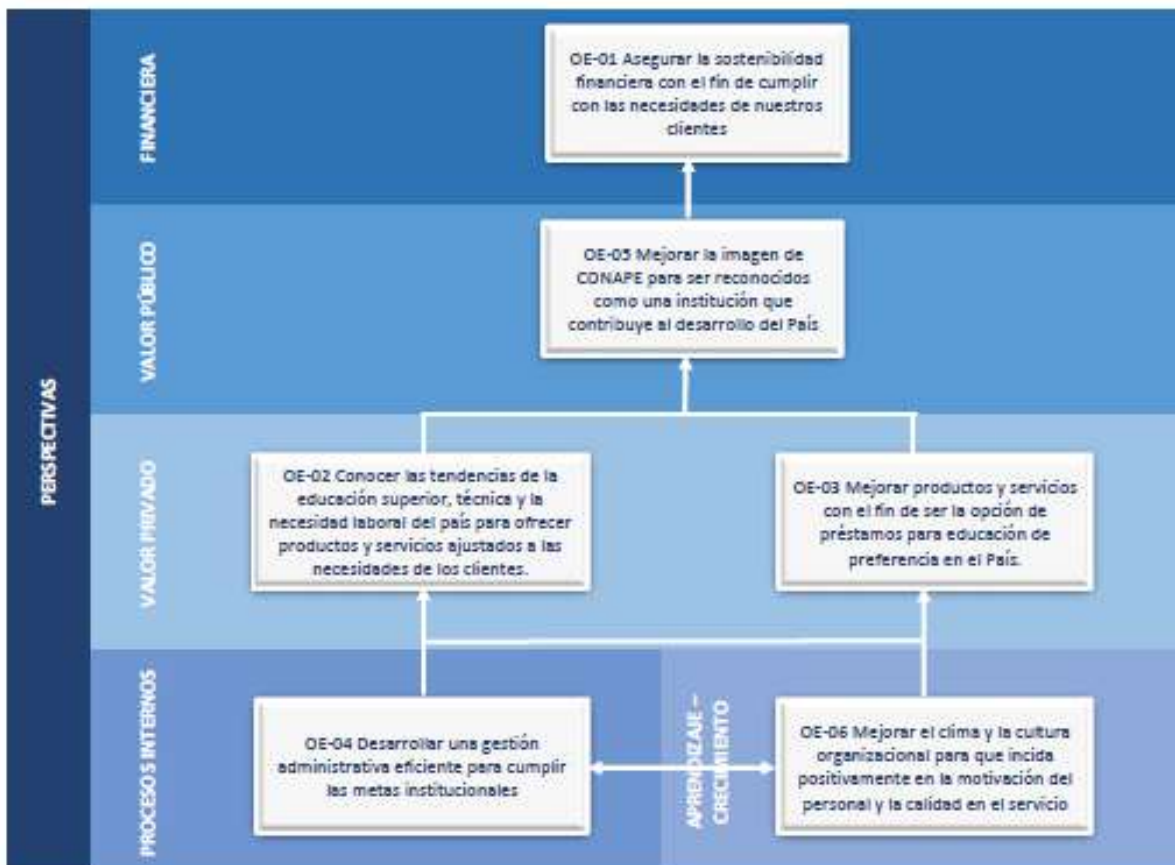 PERSPECTIVAS
FINANCIERA
OE-01 Asegurar la sostenibilidad
financiera con el fin de cumplir
con las necesidades de nuestros
clientes
VALOR PÚBLICO
OE-05 Mejorar la imagen de
CONAPE para ser reconocidos
como una institución que
contribuye al desarrollo del País
VALOR PRIVADO
OE-02 Conocer las tendencias de la
educación superior, técnica y la
necesidad laboral del país para ofrecer
productos y servicios ajustados a las
necesidades de los clientes.
OE-03 Mejorar productos y servicios
con el fin de ser la opción de
préstamos para educación de
preferencia en el País.
PROCESOS INTERNOS
OE-04 Desarrollar una gestión
administrativa eficiente para cumplir
las metas institucionales
APRENDIZAJE –
CRECIMIENTO
OE-06 Mejorar el clima y la cultura
organizacional para que incida
positivamente en la motivación del
personal y la calidad en el servicio